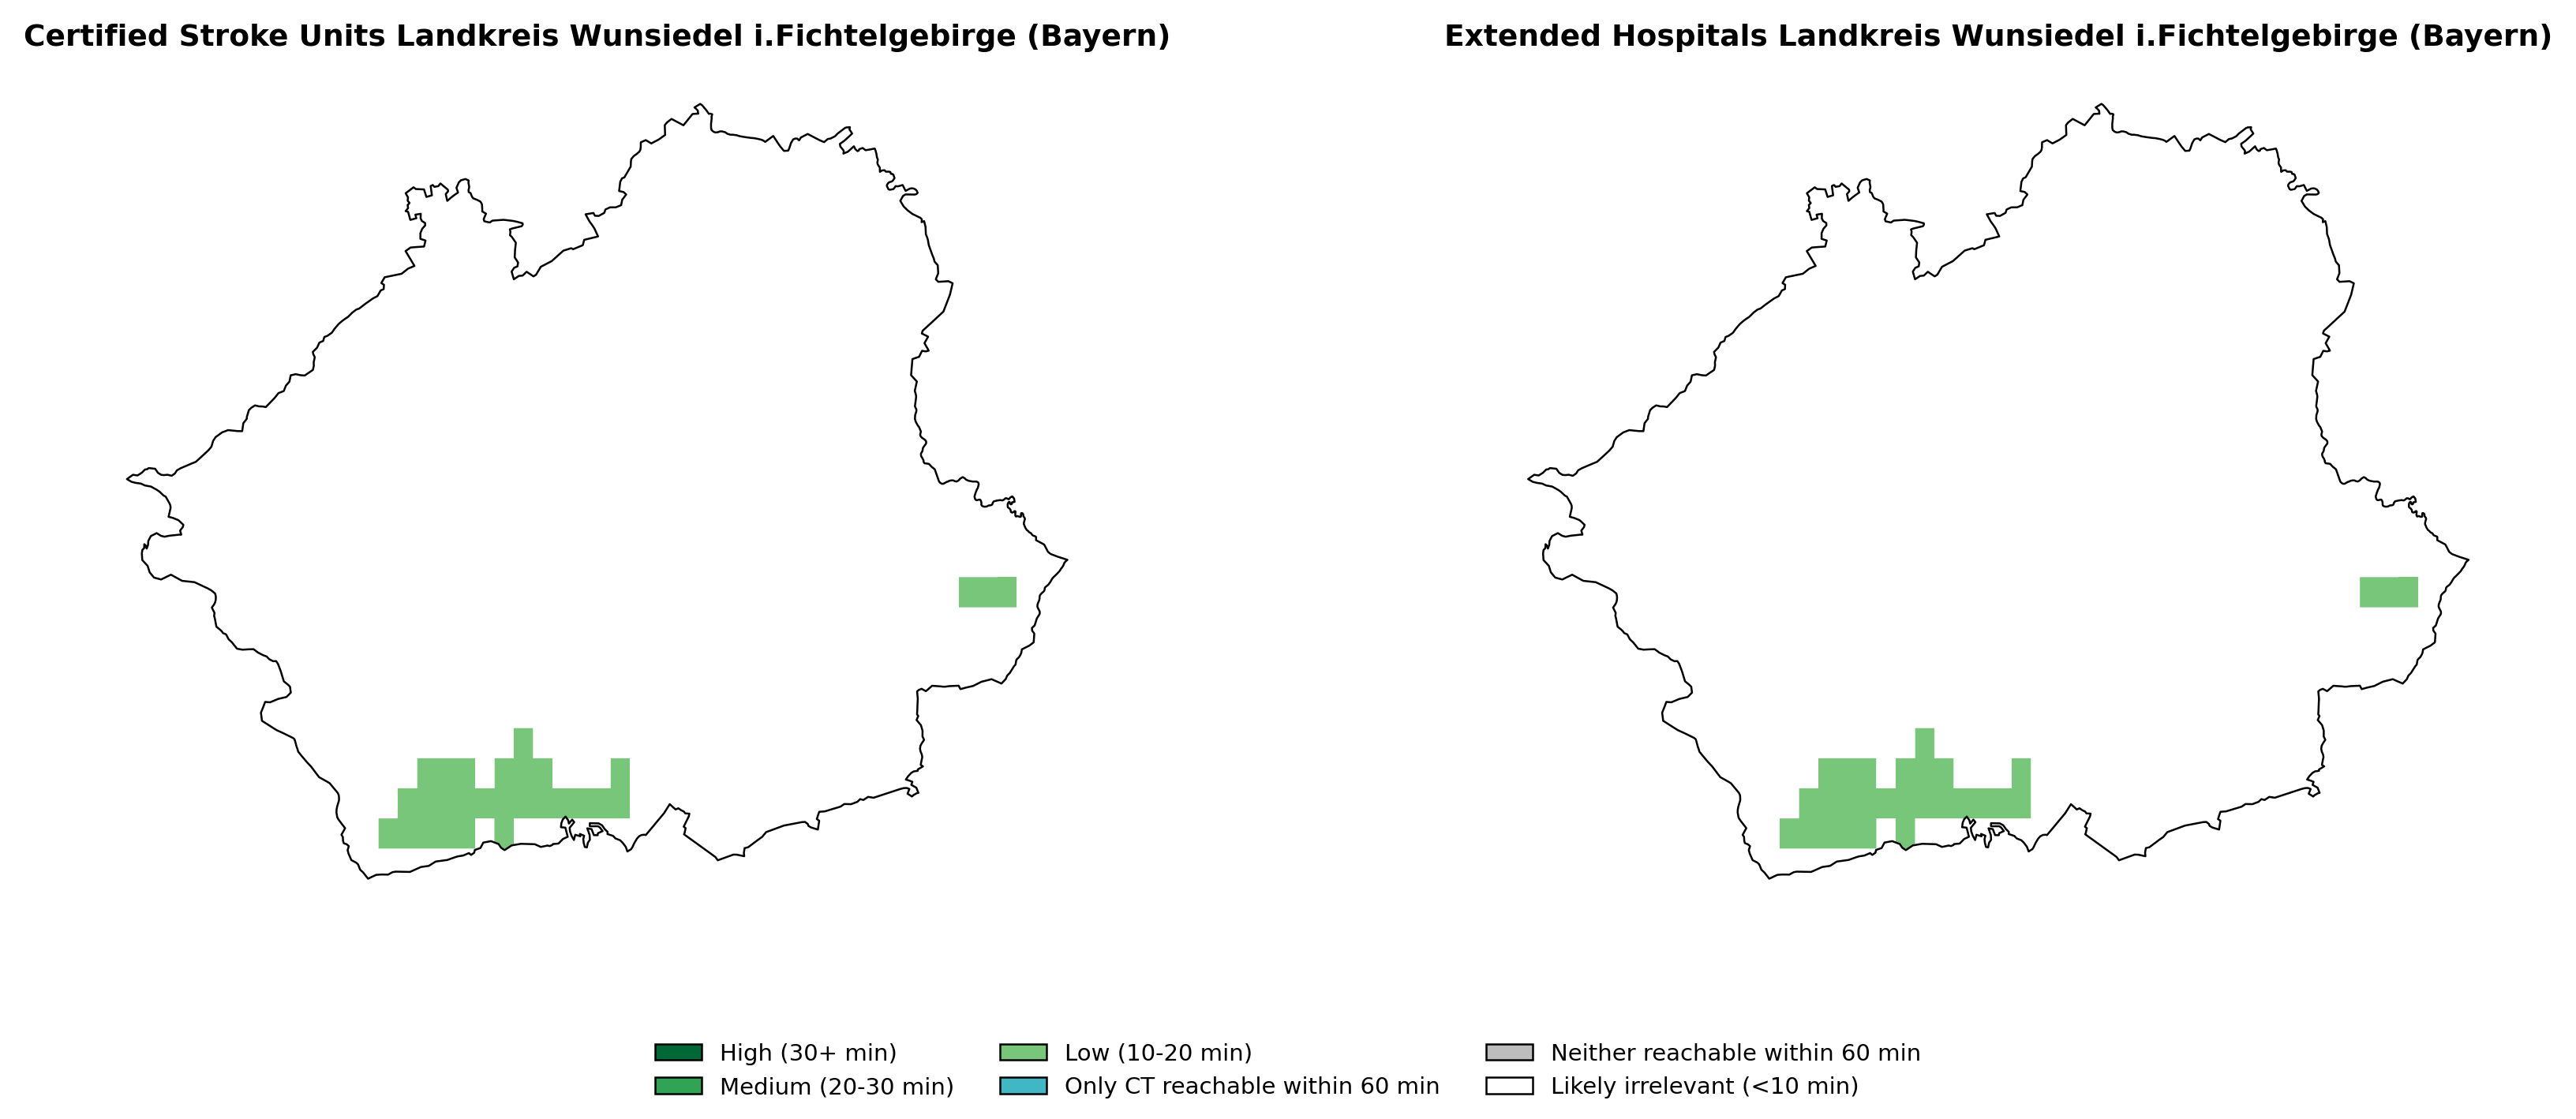 Certified Stroke Units Landkreis Wunsiedel i.Fichtelgebirge (Bayern)
Extended Hospitals Landkreis Wunsiedel i.Fichtelgebirge (Bayern)
High (30+ min)
Medium (20-30 min)
Low (10-20 min)
Only CT reachable within 60 min
Neither reachable within 60 min
Likely irrelevant (<10 min)